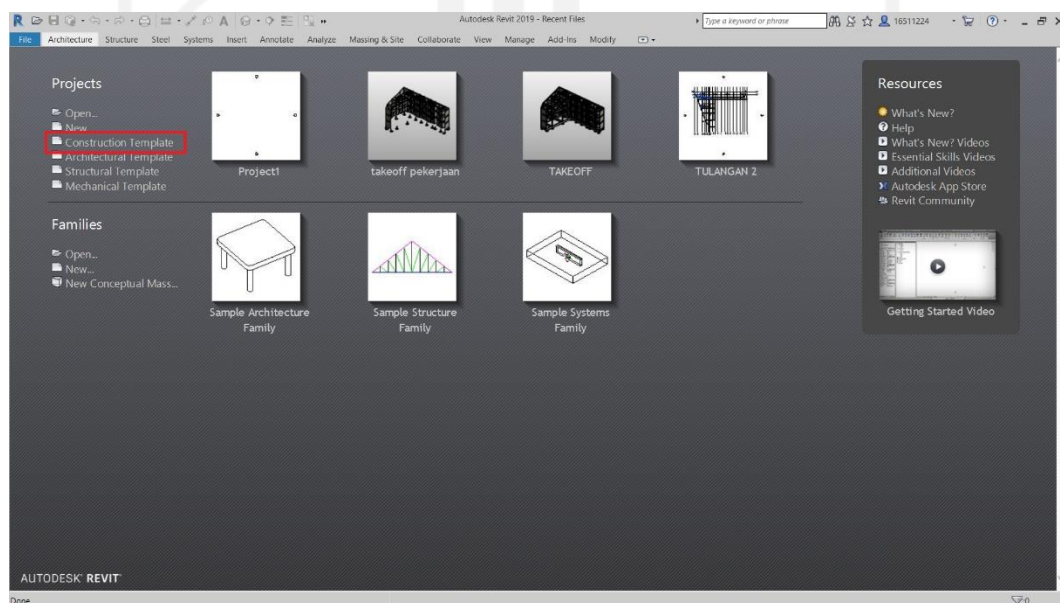 Autodesk Revit 2019 - Recent Files
Type a keyword or phrase
16511224
File Architecture Structure Steel Systems Insert Annotate Analyze Massing & Site Collaborate View Manage Add-Ins Modify
Projects
Open...
New...
Construction Template
Architectural Template
Structural Template
Mechanical Template
Project1
takeoff pekerjaan
TAKEOFF
TULANGAN 2
Families
Open...
New...
New Conceptual Mass...
Sample Architecture
Family
Sample Structure
Family
Sample Systems
Family
Resources
What's New?
Help
What's New? Videos
Essential Skills Videos
Additional Videos
Autodesk App Store
Revit Community
Getting Started Video
AUTODESK® REVIT®
Done
:0